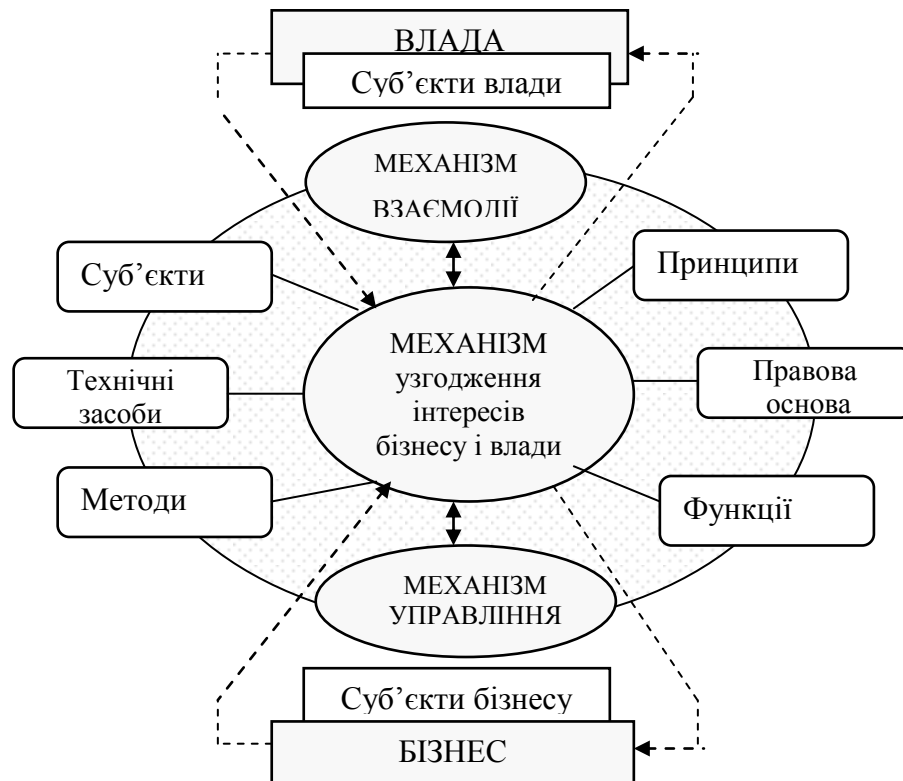 ВЛАДА
Суб’єкти влади
МЕХАНІЗМ
ВЗАЄМОДІЇ
Суб’єкти
Принципи
МЕХАНІЗМ
узгодження
інтересів
бізнесу і влади
Технічні
засоби
Правова
основа
Методи
Функції
МЕХАНІЗМ
УПРАВЛІННЯ
Суб’єкти бізнесу
БІЗНЕС